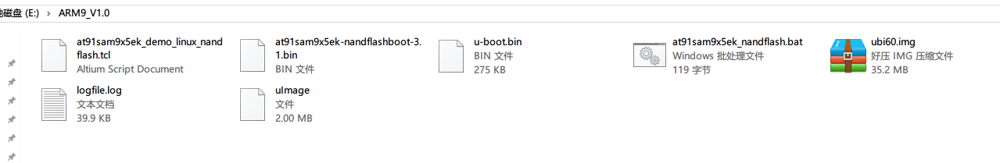 磁盘 (E:) › ARM9_V1.0
at91sam9x5ek_demo_linux_nand
flash.tcl
Altium Script Document
at91sam9x5ek-nandflashboot-3.
1.bin
BIN 文件
u-boot.bin
BIN 文件
275 KB
at91sam9x5ek_nandflash.bat
Windows 批处理文件
119 字节
ubi60.img
好压 IMG 压缩文件
35.2 MB
logfile.log
文本文档
39.9 KB
uImage
文件
2.00 MB